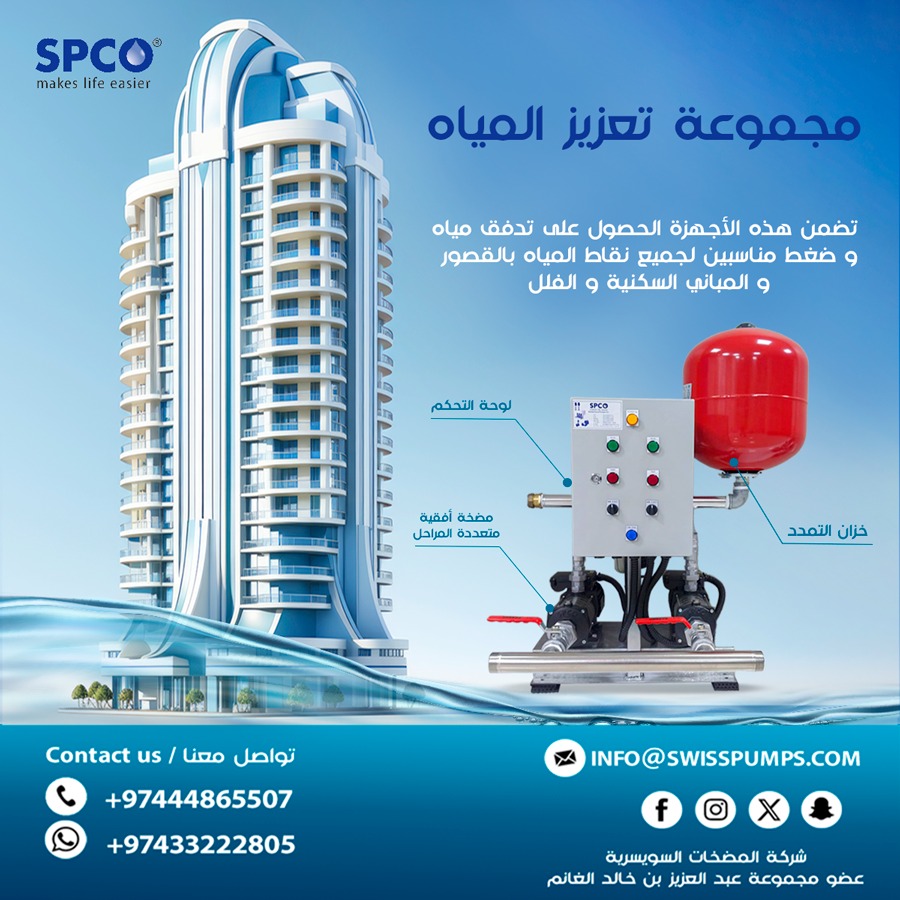 SPCO®
makes life easier
مجموعة تعزيز المياه
تضمن هذه الأجهزة الحصول على تدفق مياه
و ضغط مناسبين لجميع نقاط المياه بالقصور
و المباني السكنية و الفلل
لوحة التحكم
SPCO
مضخة أفقية
متعددة المراحل
خزان التمدد
Contact us / تواصل معنا
+97444865507
+97433222805
INFO@SWISSPUMPS.COM
شركة المضخات السويسرية
عضو مجموعة عبد العزيز بن خالد الغانم